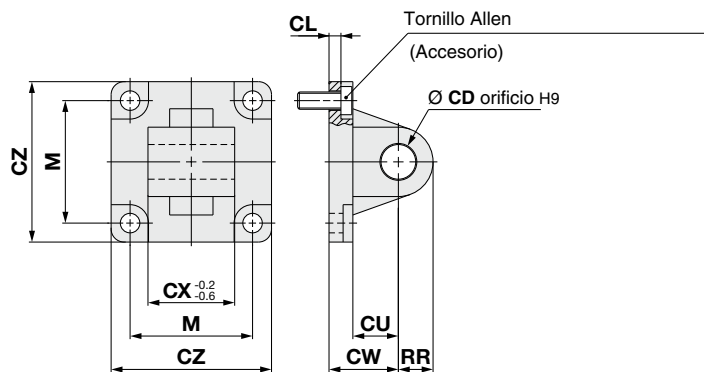 CL
Tornillo Allen
(Accesorio)
Ø CD orificio H9
CZ
M
CX -0.2 -0.6
M
CU
CZ
CW RR